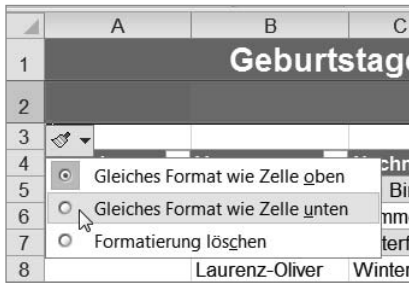 A B C
1 Geburtstage
2
3
4
Gleiches Format wie Zelle oben
5
Gleiches Format wie Zelle unten
6
7 Formatierung löschen
8 Laurenz-Oliver Winter